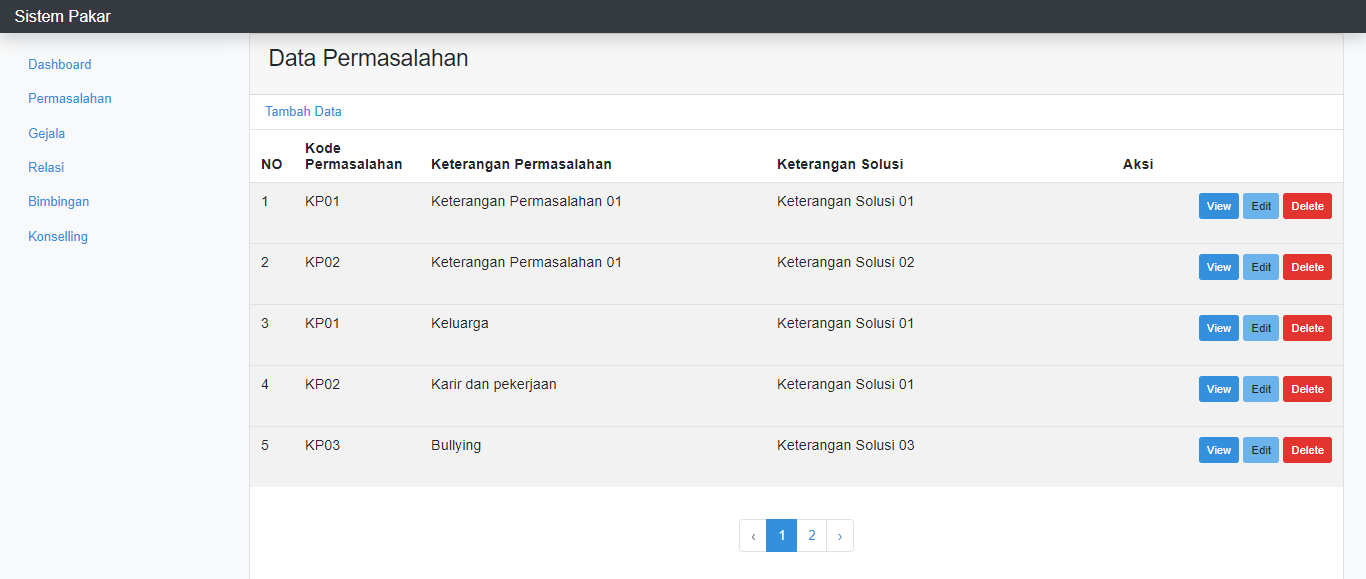 Sistem Pakar
Dashboard
Permasalahan
Gejala
Relasi
Bimbingan
Konselling
Data Permasalahan
Tambah Data
NO Kode Permasalahan Keterangan Permasalahan Keterangan Solusi Aksi
1 KP01 Keterangan Permasalahan 01 Keterangan Solusi 01 View Edit Delete
2 KP02 Keterangan Permasalahan 01 Keterangan Solusi 02 View Edit Delete
3 KP01 Keluarga Keterangan Solusi 01 View Edit Delete
4 KP02 Karir dan pekerjaan Keterangan Solusi 01 View Edit Delete
5 KP03 Bullying Keterangan Solusi 03 View Edit Delete
‹ 1 2 ›